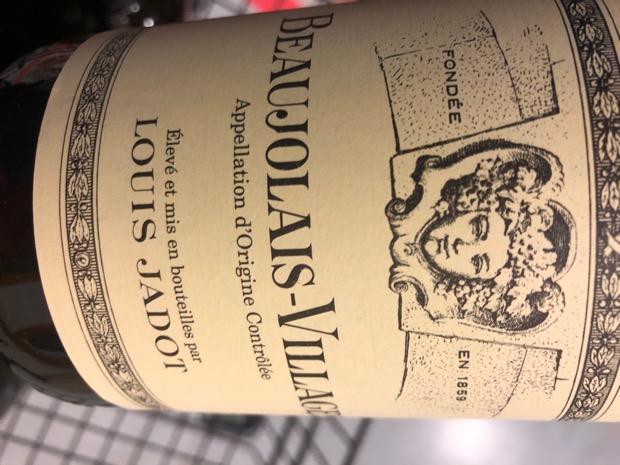 FONDÉE EN 1859
BEAUJOLAIS-VILLAGE
Appellation d'Origine Contrôlée
Élevé et mis en bouteilles par
LOUIS JADOT